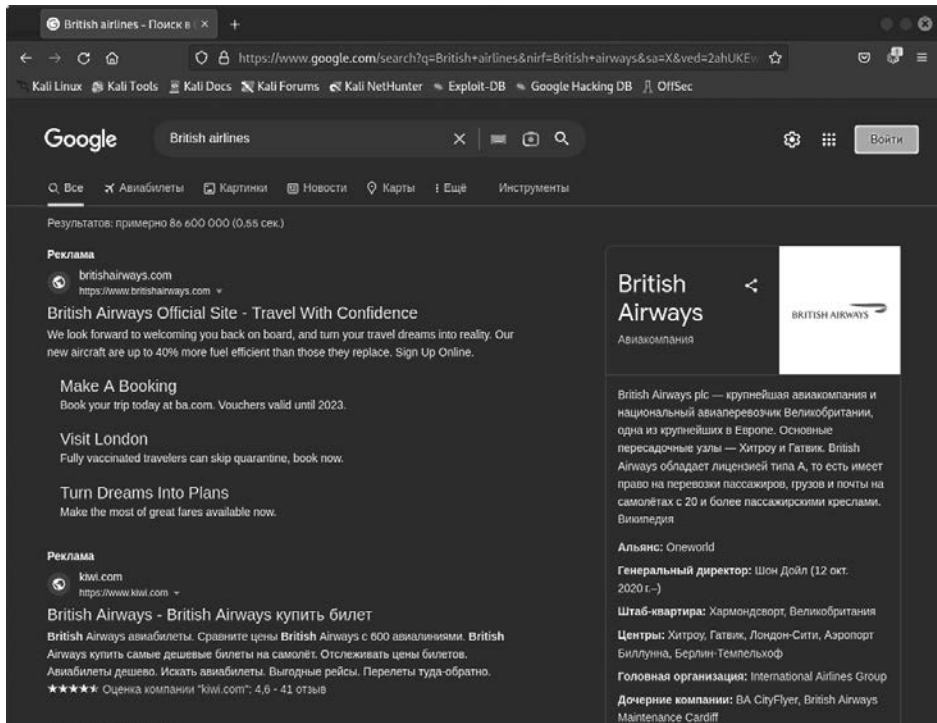 British airlines - Поиск в
https://www.google.com/search?q=British+airlines&nirf=British+airways&sa=X&ved=2ahUKEw
Kali Linux Kali Tools Kali Docs Kali Forums Kali NetHunter Exploit-DB Google Hacking DB OffSec
Google British airlines Войти
Все Авиабилеты Картинки Новости Карты Ещё Инструменты
Результатов: примерно 86 600 000 (0,55 сек.)
Реклама
britishairways.com
https://www.britishairways.com
British Airways Official Site - Travel With Confidence
We look forward to welcoming you back on board, and turn your travel dreams into reality. Our
new aircraft are up to 40% more fuel efficient than those they replace. Sign Up Online.
Make A Booking
Book your trip today at ba.com. Vouchers valid until 2023.
Visit London
Fully vaccinated travelers can skip quarantine, book now.
Turn Dreams Into Plans
Make the most of great fares available now.
Реклама
kiwi.com
https://www.kiwi.com
British Airways - British Airways купить билет
British Airways авиабилеты. Сравните цены British Airways с 600 авиалиниями. British
Airways купить самые дешевые билеты на самолёт. Отслеживать цены билетов.
Авиабилеты дешево. Искать авиабилеты. Выгодные рейсы. Перелеты туда-обратно.
Оценка компании "kiwi.com": 4,6 - 41 отзыв
British
Airways
Авиакомпания
BRITISH AIRWAYS
British Airways plc — крупнейшая авиакомпания и
национальный авиаперевозчик Великобритании,
одна из крупнейших в Европе. Основные
пересадочные узлы — Хитроу и Гатвик. British
Airways обладает лицензией типа A, то есть имеет
право на перевозки пассажиров, грузов и почты на
самолётах с 20 и более пассажирскими креслами.
Википедия
Альянс: Oneworld
Генеральный директор: Шон Дойл (12 окт.
2020 г.–)
Штаб-квартира: Хармондсворт, Великобритания
Центры: Хитроу, Гатвик, Лондон-Сити, Аэропорт
Биллунна, Берлин-Темпельхоф
Головная организация: International Airlines Group
Дочерние компании: BA CityFlyer, British Airways
Maintenance Cardiff